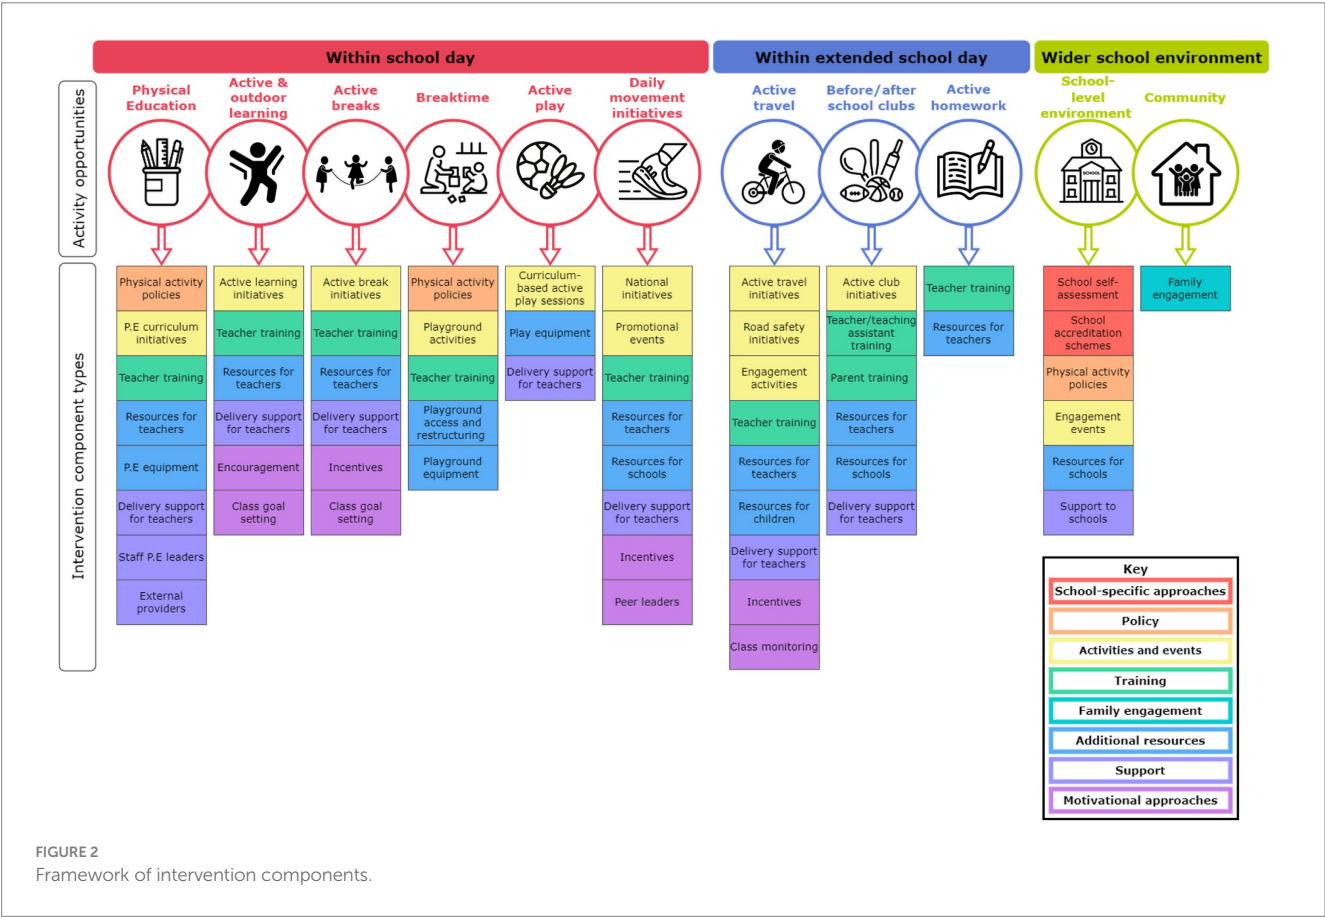 Within school day
Within extended school day
Wider school environment
Activity opportunities
Physical
Education
Active &
outdoor
learning
Active
breaks
Breaktime
Active
play
Daily
movement
initiatives
Active
travel
Before/after
school clubs
Active
homework
School-
level
environment
Community
SCHOOL
Intervention component types
Physical activity
policies
P.E curriculum
initiatives
Teacher training
Resources for
teachers
P.E equipment
Delivery support
for teachers
Staff P.E leaders
External
providers
Active learning
initiatives
Teacher training
Resources for
teachers
Delivery support
for teachers
Encouragement
Class goal
setting
Active break
initiatives
Teacher training
Resources for
teachers
Delivery support
for teachers
Incentives
Class goal
setting
Physical activity
policies
Playground
activities
Teacher training
Playground
access and
restructuring
Playground
equipment
Curriculum-
based active
play sessions
Play equipment
Delivery support
for teachers
National
initiatives
Promotional
events
Teacher training
Resources for
teachers
Resources for
schools
Delivery support
for teachers
Incentives
Peer leaders
Active travel
initiatives
Road safety
initiatives
Engagement
activities
Teacher training
Resources for
teachers
Resources for
children
Delivery support
for teachers
Incentives
Class monitoring
Active club
initiatives
Teacher/teaching
assistant
training
Parent training
Resources for
teachers
Resources for
schools
Delivery support
for teachers
Teacher training
Resources for
teachers
School self-
assessment
School
accreditation
schemes
Physical activity
policies
Engagement
events
Resources for
schools
Support to
schools
Family
engagement
Key
School-specific approaches
Policy
Activities and events
Training
Family engagement
Additional resources
Support
Motivational approaches
FIGURE 2
Framework of intervention components.